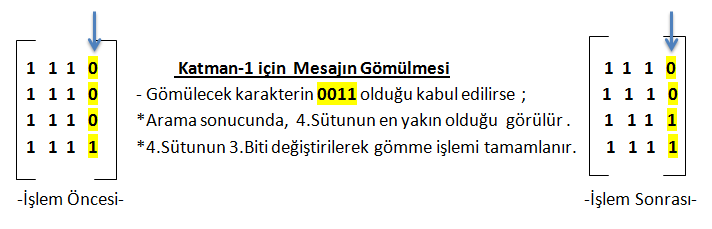 Katman-1 için Mesajın Gömülmesi
1 1 1 0 1 1 1 0
1 1 1 0 - Gömülecek karakterin 0011 olduğu kabul edilirse ; 1 1 1 0
1 1 1 0 *Arama sonucunda, 4.Sütunun en yakın olduğu görülür . 1 1 1 1
1 1 1 1 *4.Sütunun 3.Biti değiştirilerek gömme işlemi tamamlanır. 1 1 1 1
-İşlem Öncesi- -İşlem Sonrası-